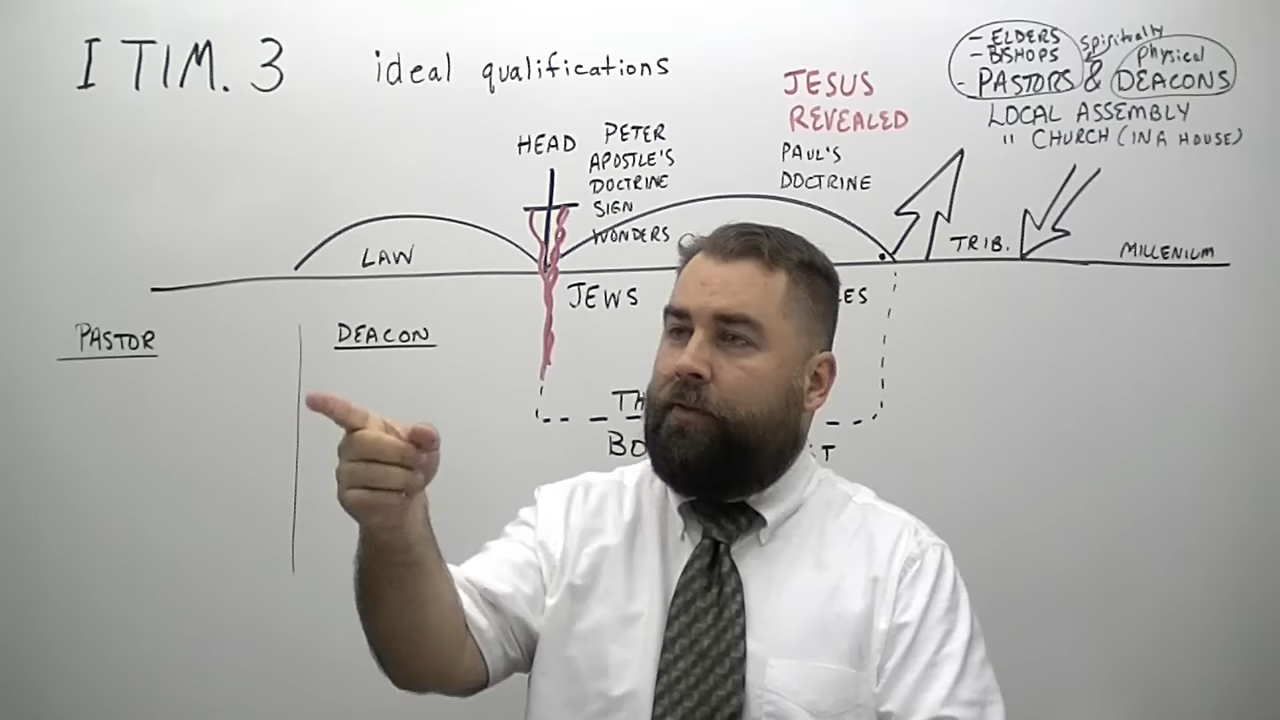 I TIM. 3
ideal qualifications
- ELDERS
- BISHOPS
- PASTORS & DEACONS
spiritually
physical
LOCAL ASSEMBLY
" CHURCH (IN A HOUSE)
JESUS
REVEALED
PAUL'S
DOCTRINE
HEAD
PETER
APOSTLE'S
DOCTRINE
SIGN
WONDERS
LAW
TRIB.
MILLENIUM
JEWS
PASTOR
DEACON